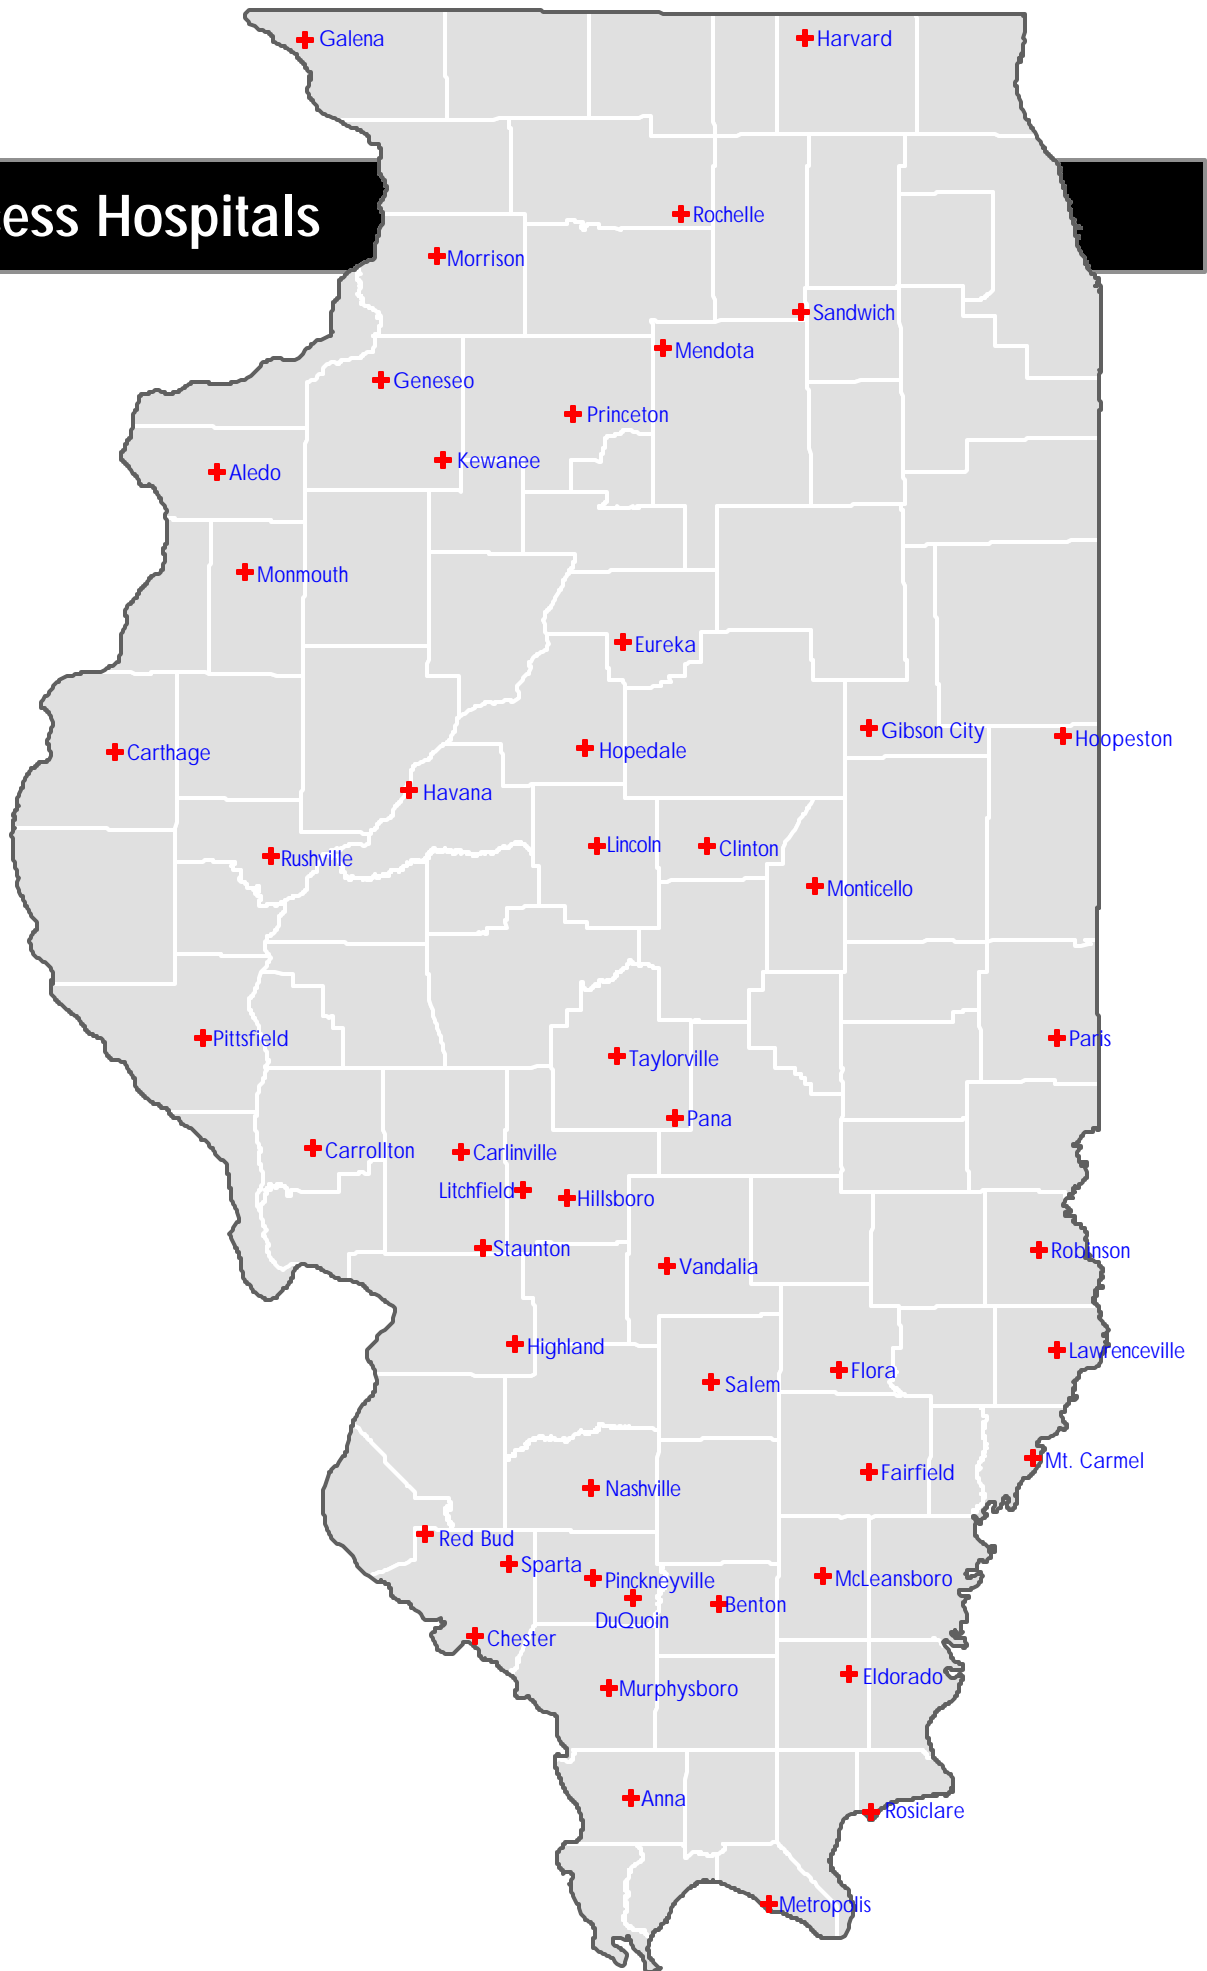 Galena
Harvard
ess Hospitals
Rochelle
Morrison
Sandwich
Mendota
Geneseo
Princeton
Kewanee
Aledo
Monmouth
Eureka
Gibson City
Hoopeston
Carthage
Hopedale
Havana
Lincoln
Clinton
Rushville
Monticello
Pittsfield
Paris
Taylorville
Pana
Carrollton
Carlinville
Litchfield
Hillsboro
Staunton
Robinson
Vandalia
Highland
Lawrenceville
Flora
Salem
Mt. Carmel
Fairfield
Nashville
Red Bud
Sparta
Pinckneyville
McLeansboro
Benton
DuQuoin
Chester
Eldorado
Murphysboro
Anna
Rosiclare
Metropolis